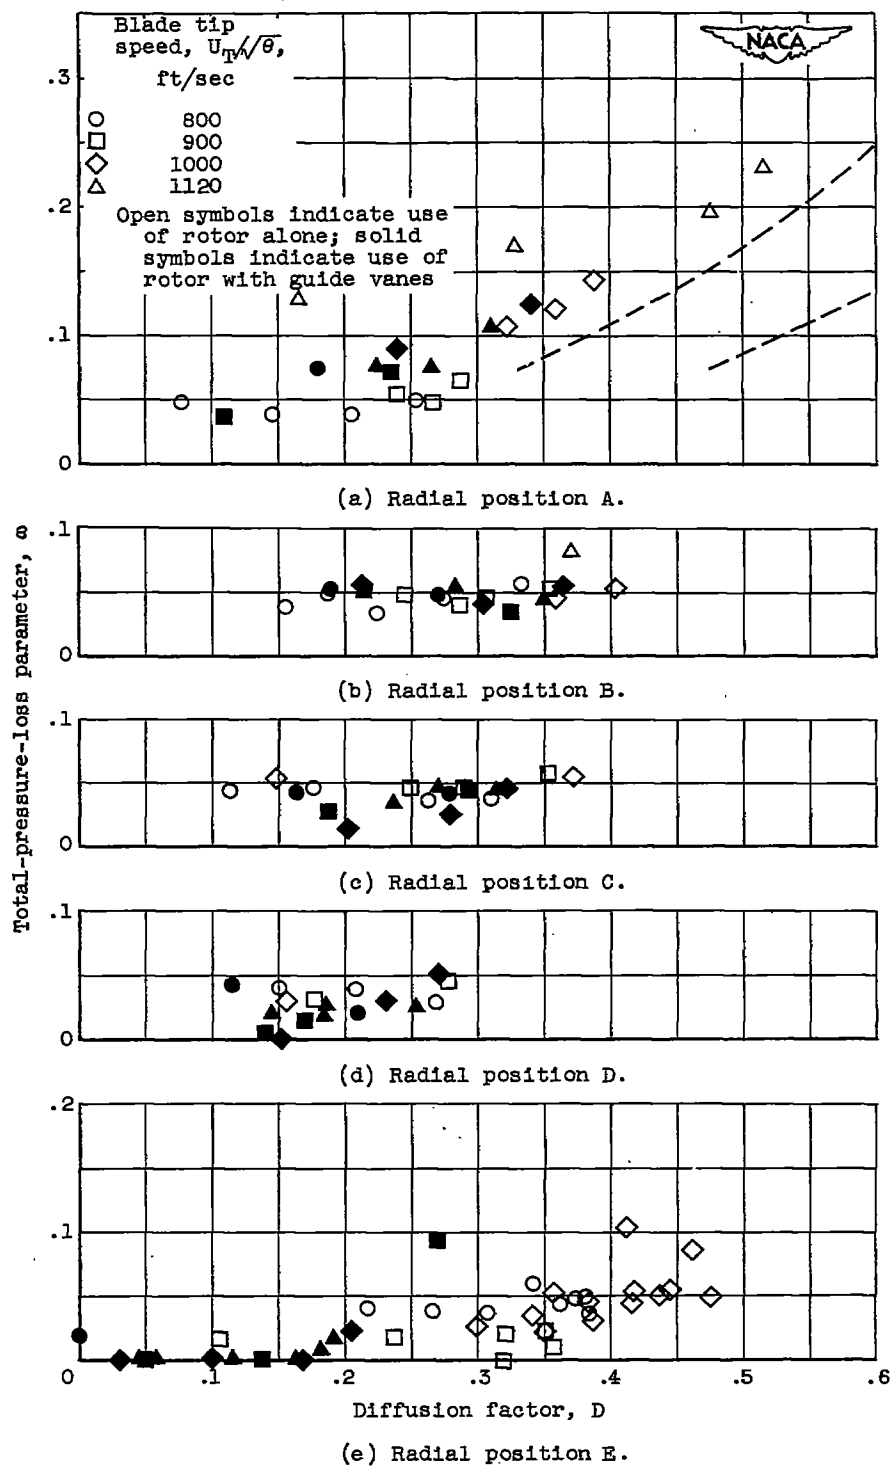 Blade tip
speed, U_T/√θ,
ft/sec
NACA
800
900
1000
1120
Open symbols indicate use
of rotor alone; solid
symbols indicate use of
rotor with guide vanes
.3
.2
.1
0
(a) Radial position A.
.1
0
(b) Radial position B.
.1
0
(c) Radial position C.
.1
0
(d) Radial position D.
.2
.1
0
0 .1 .2 .3 .4 .5 .6
Diffusion factor, D
(e) Radial position E.
Total-pressure-loss parameter, ω